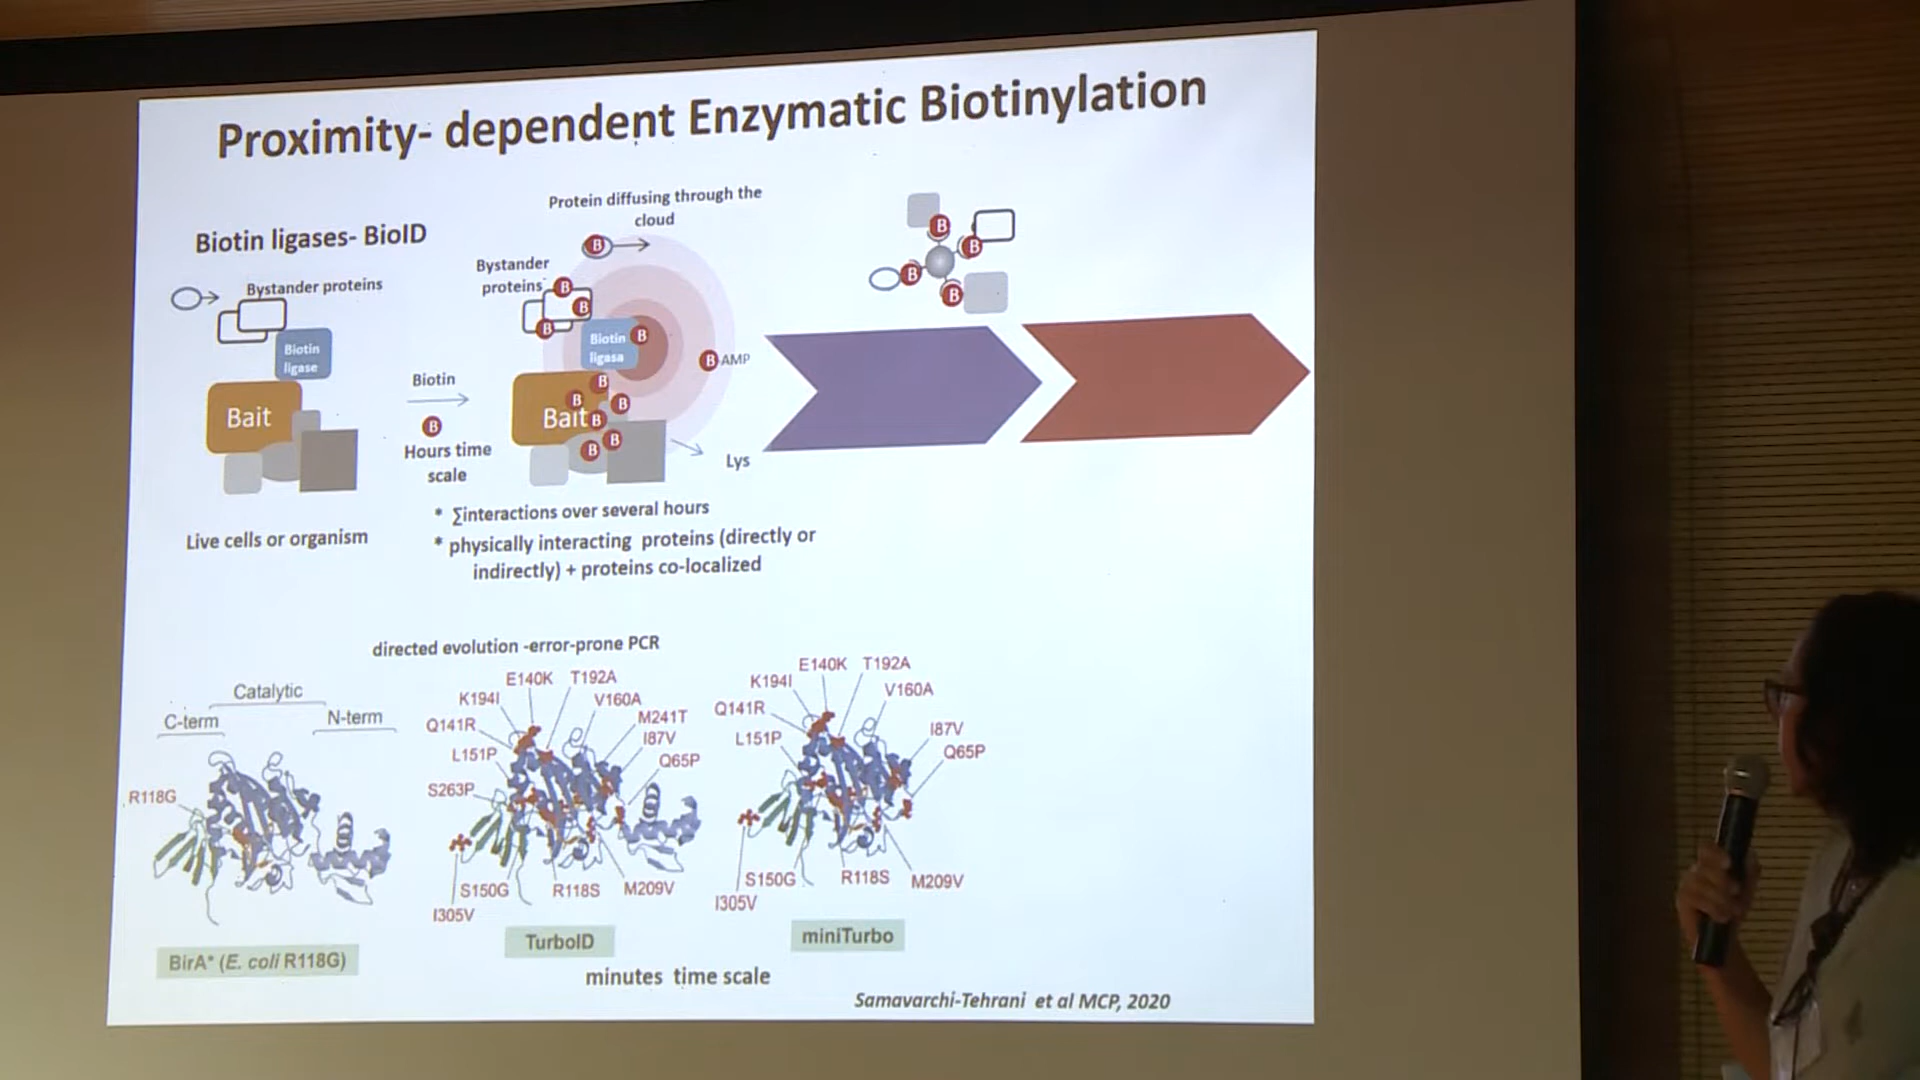 Proximity- dependent Enzymatic Biotinylation
Protein diffusing through the
cloud
Biotin ligases- BioID
Bystander proteins
Biotin
ligase
Bait
Live cells or organism
Biotin
B
Hours time
scale
Bystander
proteins
B
B
B
B
Biotin
ligasa
B
B AMP
B
B
B
Bait B
B
B
Lys
B
B
B
B
* ∑interactions over several hours
* physically interacting proteins (directly or
indirectly) + proteins co-localized
directed evolution -error-prone PCR
Catalytic
C-term
N-term
R118G
BirA* (E. coli R118G)
E140K
T192A
K194I
V160A
Q141R
M241T
I87V
L151P
Q65P
S263P
S150G
R118S
M209V
I305V
TurboID
E140K
T192A
K194I
V160A
Q141R
I87V
L151P
Q65P
S150G
R118S
M209V
I305V
miniTurbo
minutes time scale
Samavarchi-Tehrani et al MCP, 2020